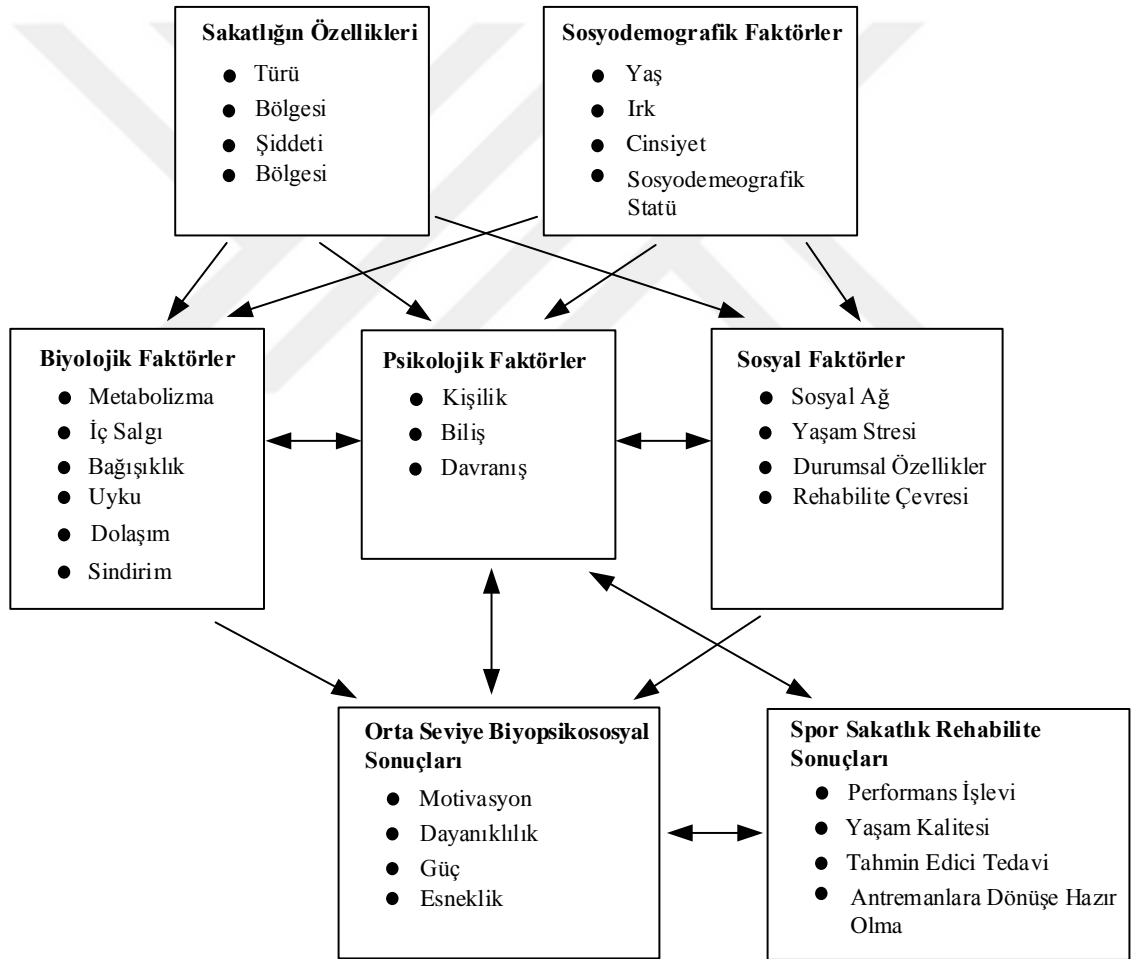 Sakatlığın Özellikleri
● Türü
● Bölgesi
● Şiddeti
● Bölgesi
Sosyodemografik Faktörler
● Yaş
● Irk
● Cinsiyet
● Sosyodemeografik
Statü
Biyolojik Faktörler
● Metabolizma
● İç Salgı
● Bağışıklık
● Uyku
● Dolaşım
● Sindirim
Psikolojik Faktörler
● Kişilik
● Biliş
● Davranış
Sosyal Faktörler
● Sosyal Ağ
● Yaşam Stresi
● Durumsal Özellikler
● Rehabilite Çevresi
Orta Seviye Biyopsikososyal
Sonuçları
● Motivasyon
● Dayanıklılık
● Güç
● Esneklik
Spor Sakatlık Rehabilite
Sonuçları
● Performans İşlevi
● Yaşam Kalitesi
● Tahmin Edici Tedavi
● Antremanlara Dönüşe Hazır
Olma